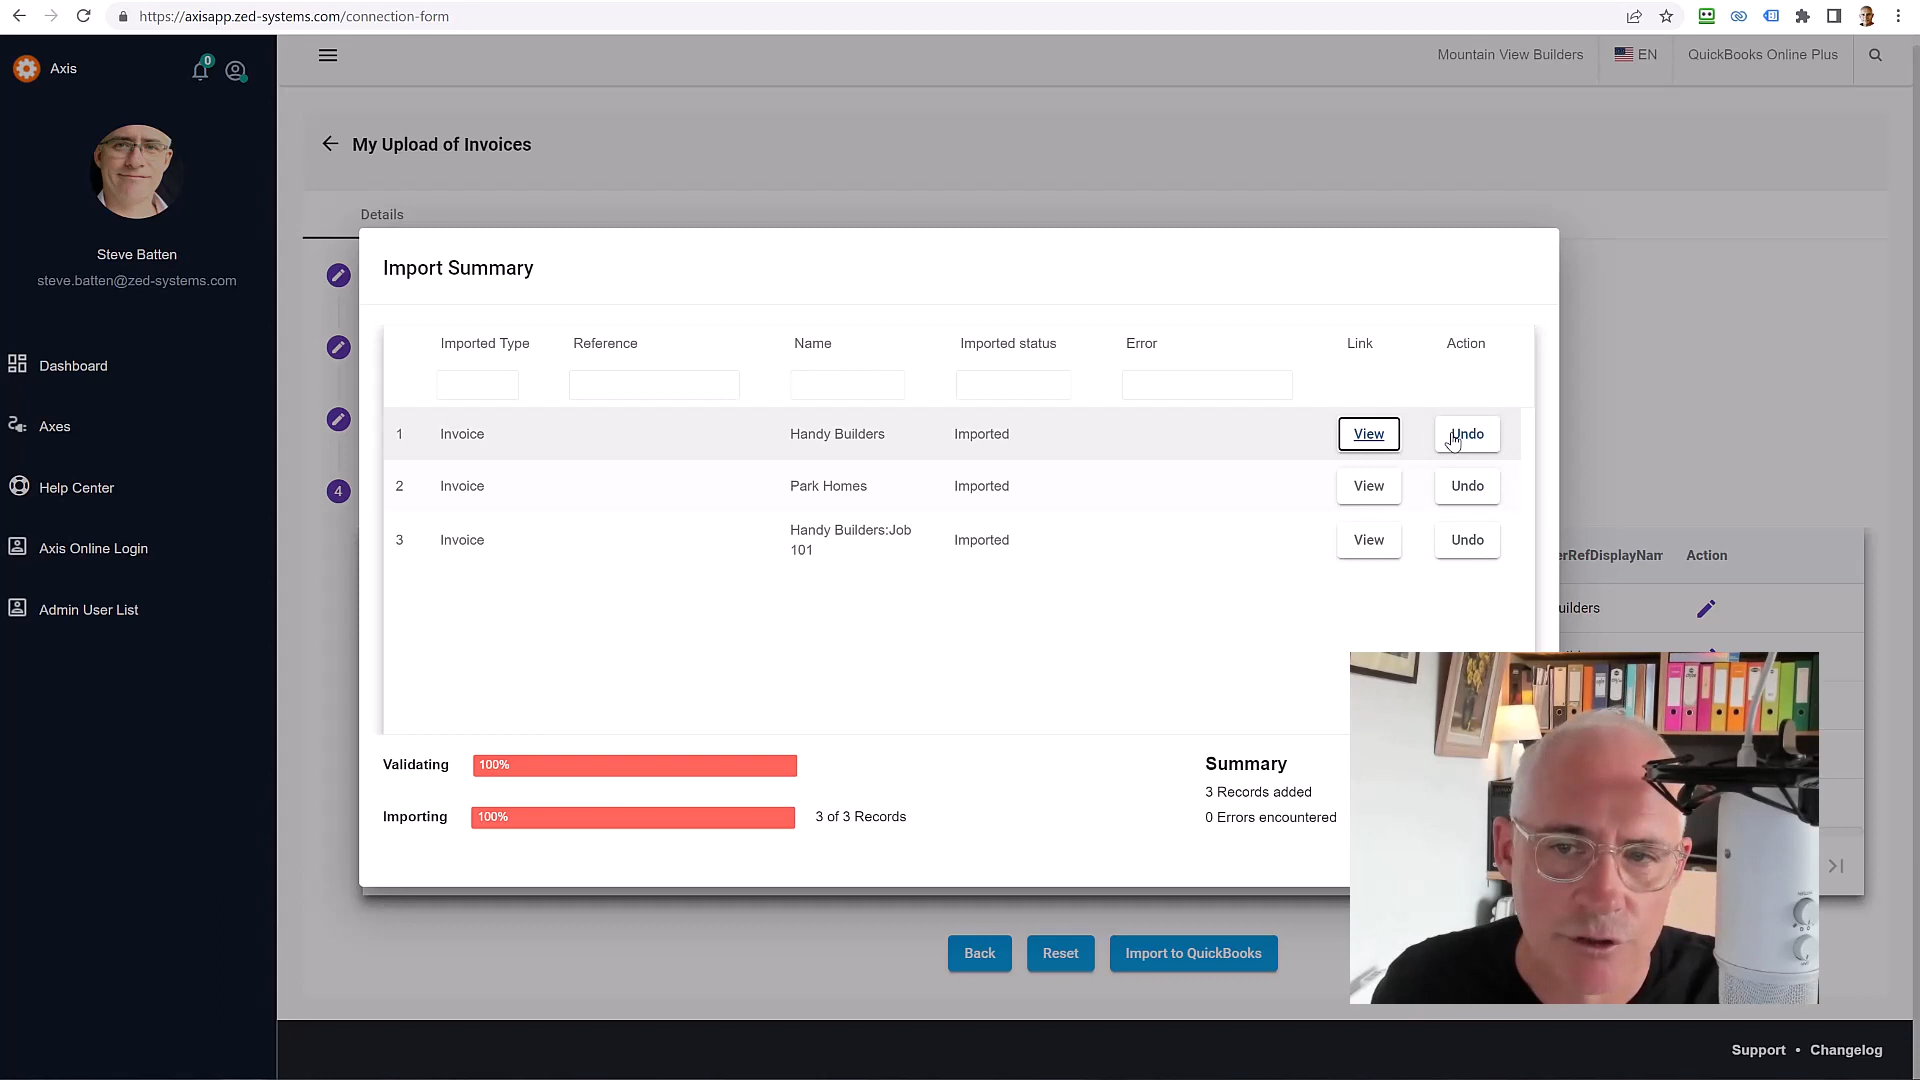 https://axisapp.zed-systems.com/connection-form
Axis
0
Mountain View Builders
EN
QuickBooks Online Plus
My Upload of Invoices
Steve Batten
steve.batten@zed-systems.com
Details
Dashboard
Axes
Help Center
Axis Online Login
Admin User List
4
Import Summary
Imported Type Reference Name Imported status Error Link Action
1 Invoice Handy Builders Imported View Undo
2 Invoice Park Homes Imported View Undo
3 Invoice Handy Builders:Job 
101 Imported View Undo
erRefDisplayNam Action
uilders
Validating 100%
Importing 100% 3 of 3 Records
Summary
3 Records added
0 Errors encountered
Back Reset Import to QuickBooks
Support • Changelog